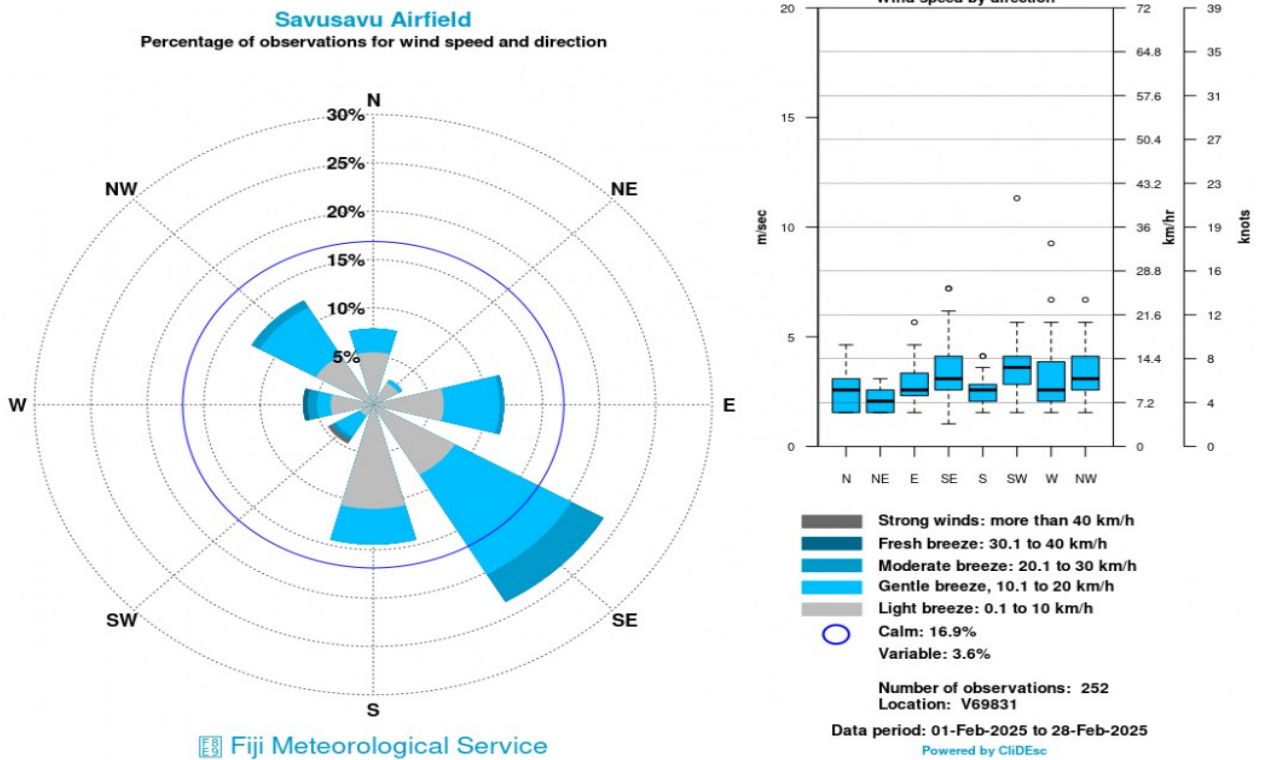 Savusavu Airfield
Percentage of observations for wind speed and direction
N
30%
25%
20%
15%
10%
5%
NW
NE
W
E
SW
SE
S
Fiji Meteorological Service
Wind speed by direction
20
15
10
5
0
m/sec
72
64.8
57.6
50.4
43.2
36
28.8
21.6
14.4
7.2
0
km/hr
39
35
31
27
23
19
16
12
8
4
0
knots
N NE E SE S SW W NW
Strong winds: more than 40 km/h
Fresh breeze: 30.1 to 40 km/h
Moderate breeze: 20.1 to 30 km/h
Gentle breeze, 10.1 to 20 km/h
Light breeze: 0.1 to 10 km/h
Calm: 16.9%
Variable: 3.6%
Number of observations: 252
Location: V69831
Data period: 01-Feb-2025 to 28-Feb-2025
Powered by CliDEsc